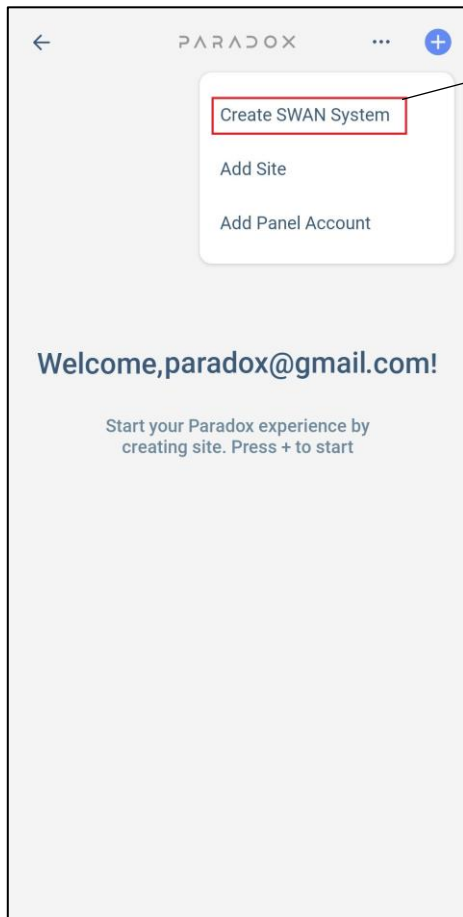 PARADOX
Create SWAN System
Add Site
Add Panel Account
Welcome,paradox@gmail.com!
Start your Paradox experience by
creating site. Press + to start